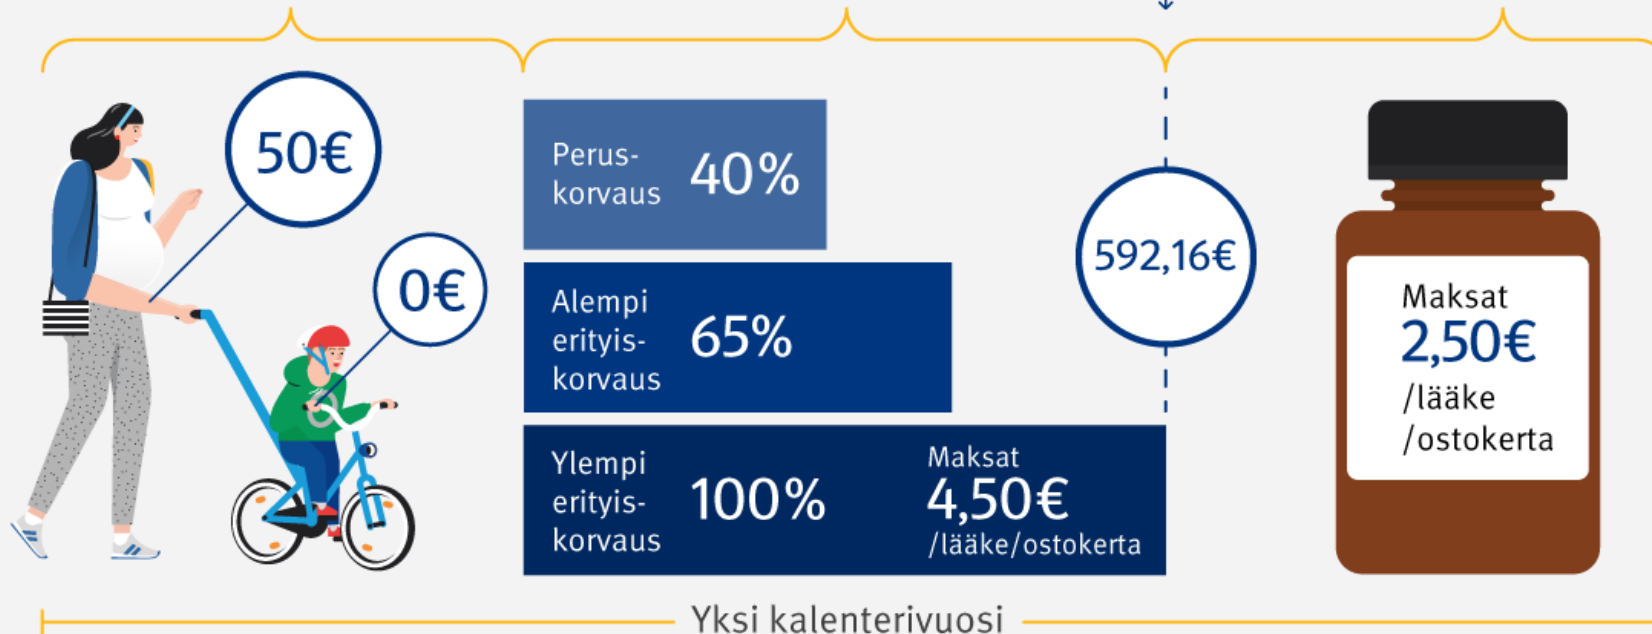 50€
0€
Perus-
korvaus
40%
Alempi
erityis-
korvaus
65%
Ylempi
erityis-
korvaus
100%
Maksat
4,50€
/lääke/ostokerta
592,16€
Maksat
2,50€
/lääke
/ostokerta
Yksi kalenterivuosi